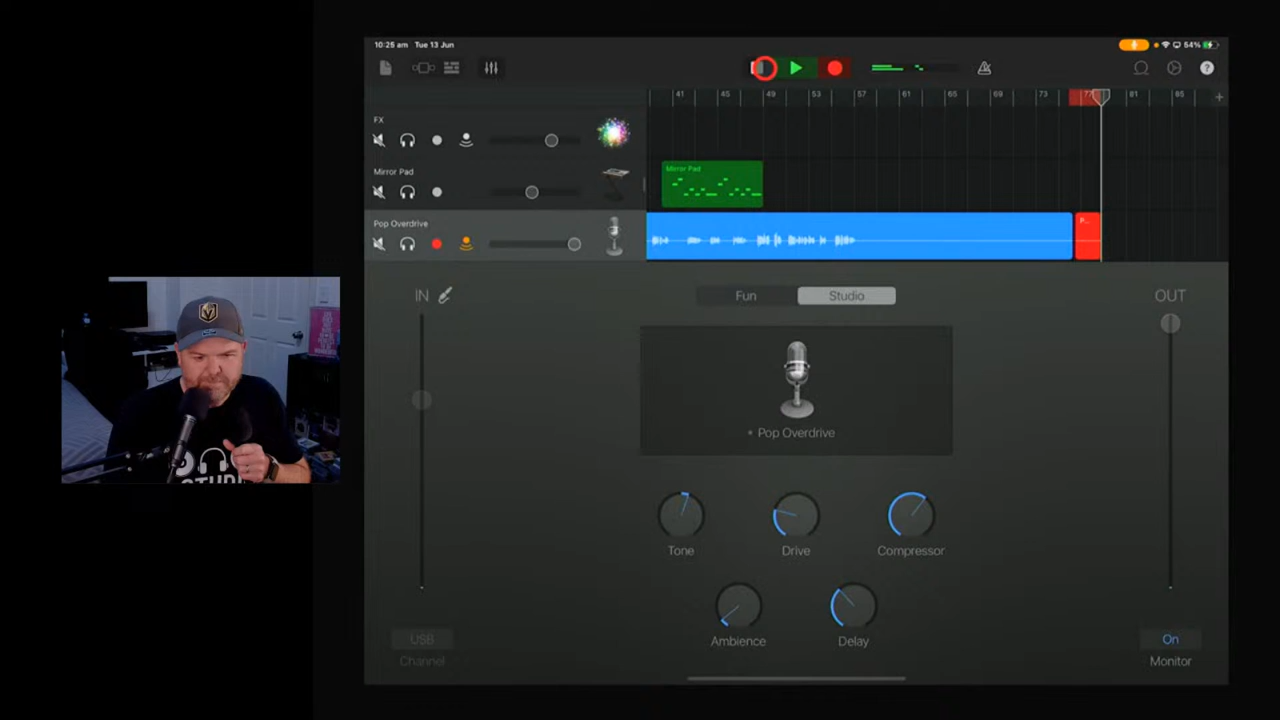 10:25 am Tue 13 Jun
54%
41 45 49 53 57 61 65 69 73 77 81 85 +
FX
Mirror Pad
Mirror Pad
Pop Overdrive
P...
IN
Fun Studio
OUT
Pop Overdrive
Tone Drive Compressor
Ambience Delay
USB
Channel
On
Monitor